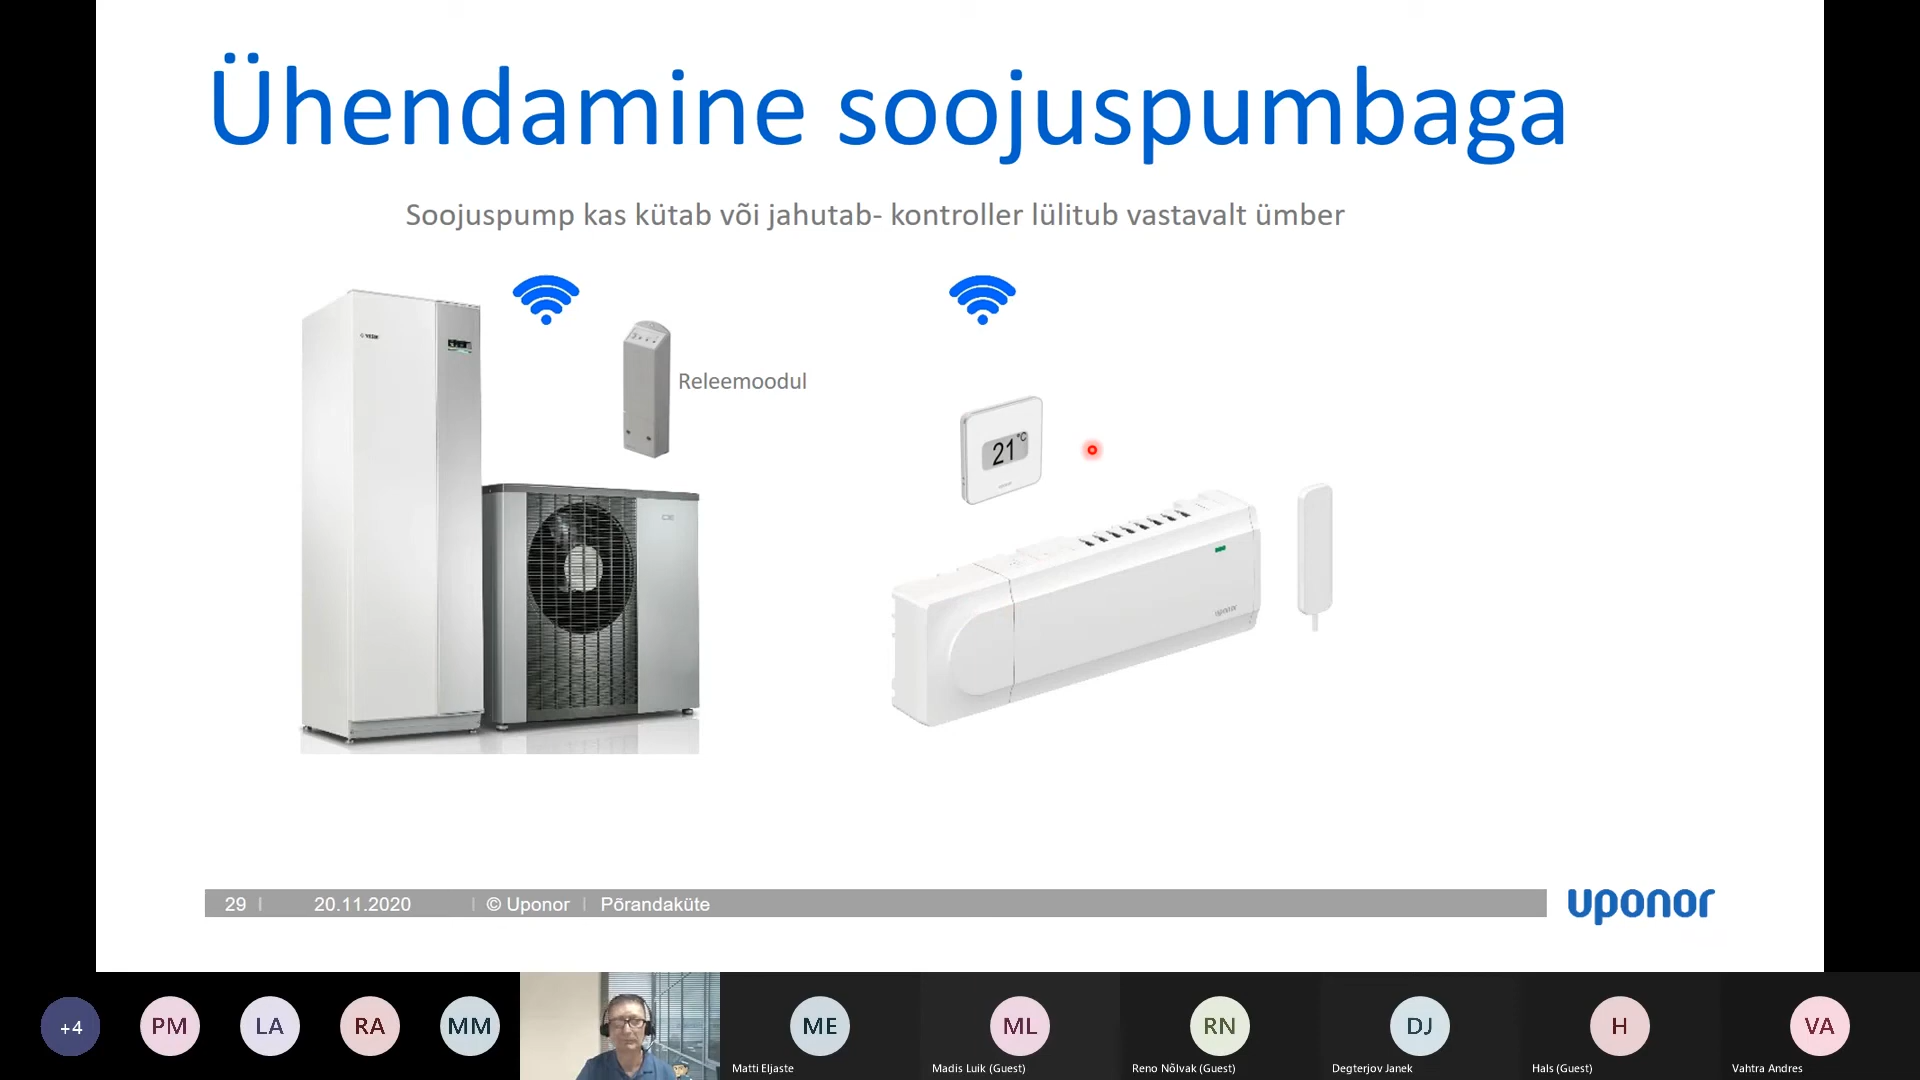 Ühendamine soojuspumbaga
Soojuspump kas kütab või jahutab- kontroller lülitub vastavalt ümber
Releemoodul
21 °C
uponor
29 | 20.11.2020 | © Uponor | Põrandaküte
uponor
+4 PM LA RA MM ME ML RN DJ H VA
Matti Eljaste Madis Luik (Guest) Reno Nõlvak (Guest) Degterjov Janek Hals (Guest) Vahtra Andres